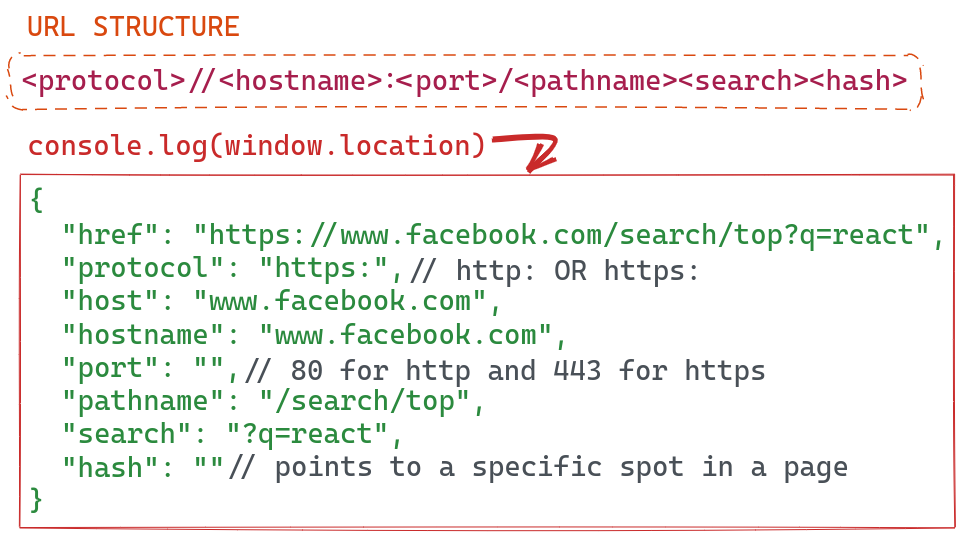 URL STRUCTURE
<protocol>//<hostname>:<port>/<pathname><search><hash>
console.log(window.location)
{
"href": "https://www.facebook.com/search/top?q=react",
"protocol": "https:", // http: OR https:
"host": "www.facebook.com",
"hostname": "www.facebook.com",
"port": "", // 80 for http and 443 for https
"pathname": "/search/top",
"search": "?q=react",
"hash": "" // points to a specific spot in a page
}